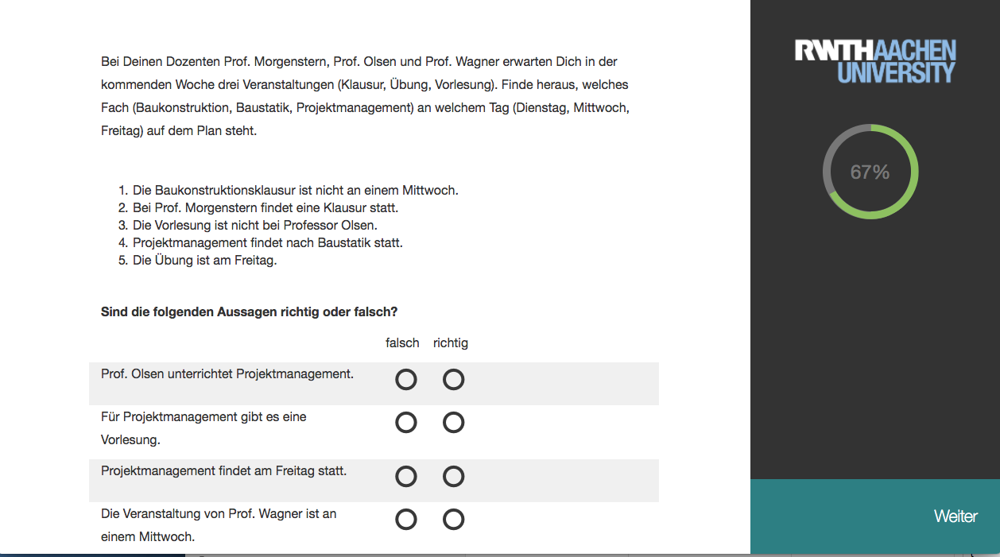 Bei Deinen Dozenten Prof. Morgenstern, Prof. Olsen und Prof. Wagner erwarten Dich in der
kommenden Woche drei Veranstaltungen (Klausur, Übung, Vorlesung). Finde heraus, welches
Fach (Baukonstruktion, Baustatik, Projektmanagement) an welchem Tag (Dienstag, Mittwoch,
Freitag) auf dem Plan steht.
1. Die Baukonstruktionsklausur ist nicht an einem Mittwoch.
2. Bei Prof. Morgenstern findet eine Klausur statt.
3. Die Vorlesung ist nicht bei Professor Olsen.
4. Projektmanagement findet nach Baustatik statt.
5. Die Übung ist am Freitag.
Sind die folgenden Aussagen richtig oder falsch?
falsch richtig
Prof. Olsen unterrichtet Projektmanagement.
Für Projektmanagement gibt es eine
Vorlesung.
Projektmanagement findet am Freitag statt.
Die Veranstaltung von Prof. Wagner ist an
einem Mittwoch.
RWTHAACHEN
UNIVERSITY
67%
Weiter